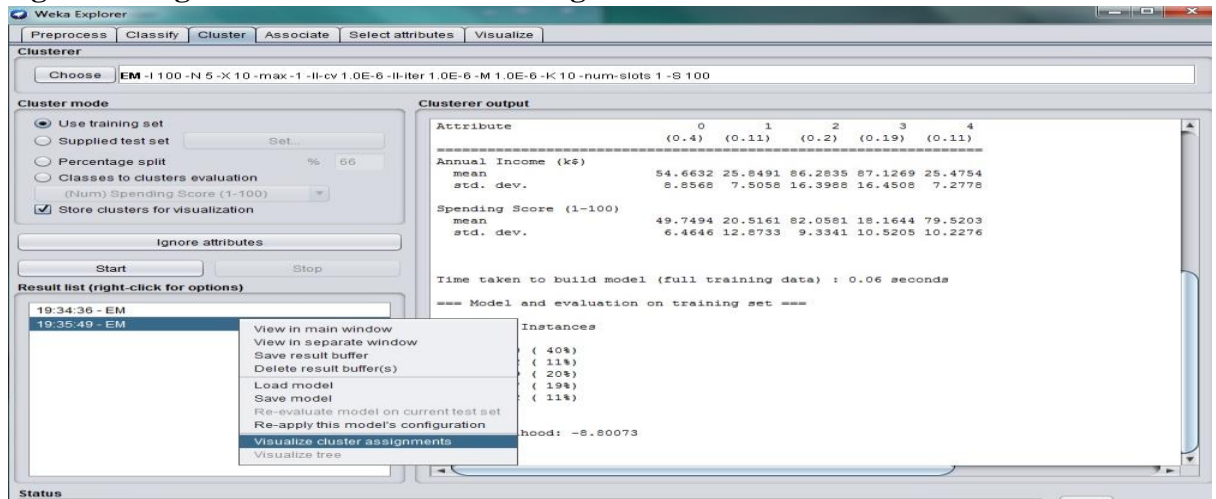 Weka Explorer
Preprocess Classify Cluster Associate Select attributes Visualize
Clusterer
Choose EM -I 100 -N 5 -X 10 -max -1 -ll-cv 1.0E-6 -ll-iter 1.0E-6 -M 1.0E-6 -K 10 -num-slots 1 -S 100
Cluster mode
Use training set
Supplied test set Set...
Percentage split % 66
Classes to clusters evaluation
(Num) Spending Score (1-100)
Store clusters for visualization
Ignore attributes
Start Stop
Result list (right-click for options)
19:34:36 - EM
19:35:49 - EM
View in main window
View in separate window
Save result buffer
Delete result buffer(s)
Load model
Save model
Re-evaluate model on current test set
Re-apply this model's configuration
Visualize cluster assignments
Visualize tree
Clusterer output
Attribute 0 1 2 3 4
(0.4) (0.11) (0.2) (0.19) (0.11)
====================================================================
Annual Income (k$)
mean 54.6632 25.8491 86.2835 87.1269 25.4754
std. dev. 8.8568 7.5058 16.3988 16.4508 7.2778
Spending Score (1-100)
mean 49.7494 20.5161 82.0581 18.1644 79.5203
std. dev. 6.4646 12.8733 9.3341 10.5205 10.2276
Time taken to build model (full training data) : 0.06 seconds
=== Model and evaluation on training set ===
Instances
( 40%)
( 11%)
( 20%)
( 19%)
( 11%)
hood: -8.80073
Status